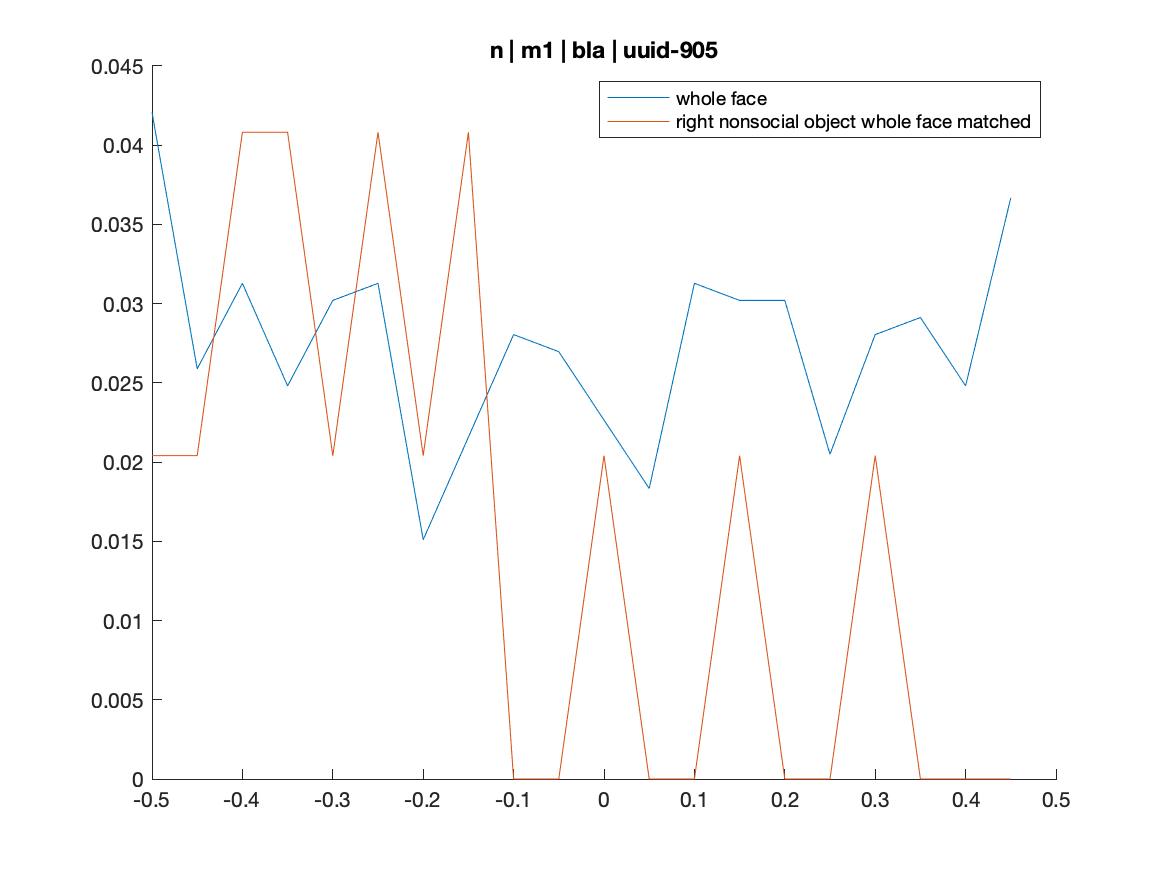 n | m1 | bla | uuid-905
whole face
right nonsocial object whole face matched
0.045
0.04
0.035
0.03
0.025
0.02
0.015
0.01
0.005
0
-0.5 -0.4 -0.3 -0.2 -0.1 0 0.1 0.2 0.3 0.4 0.5